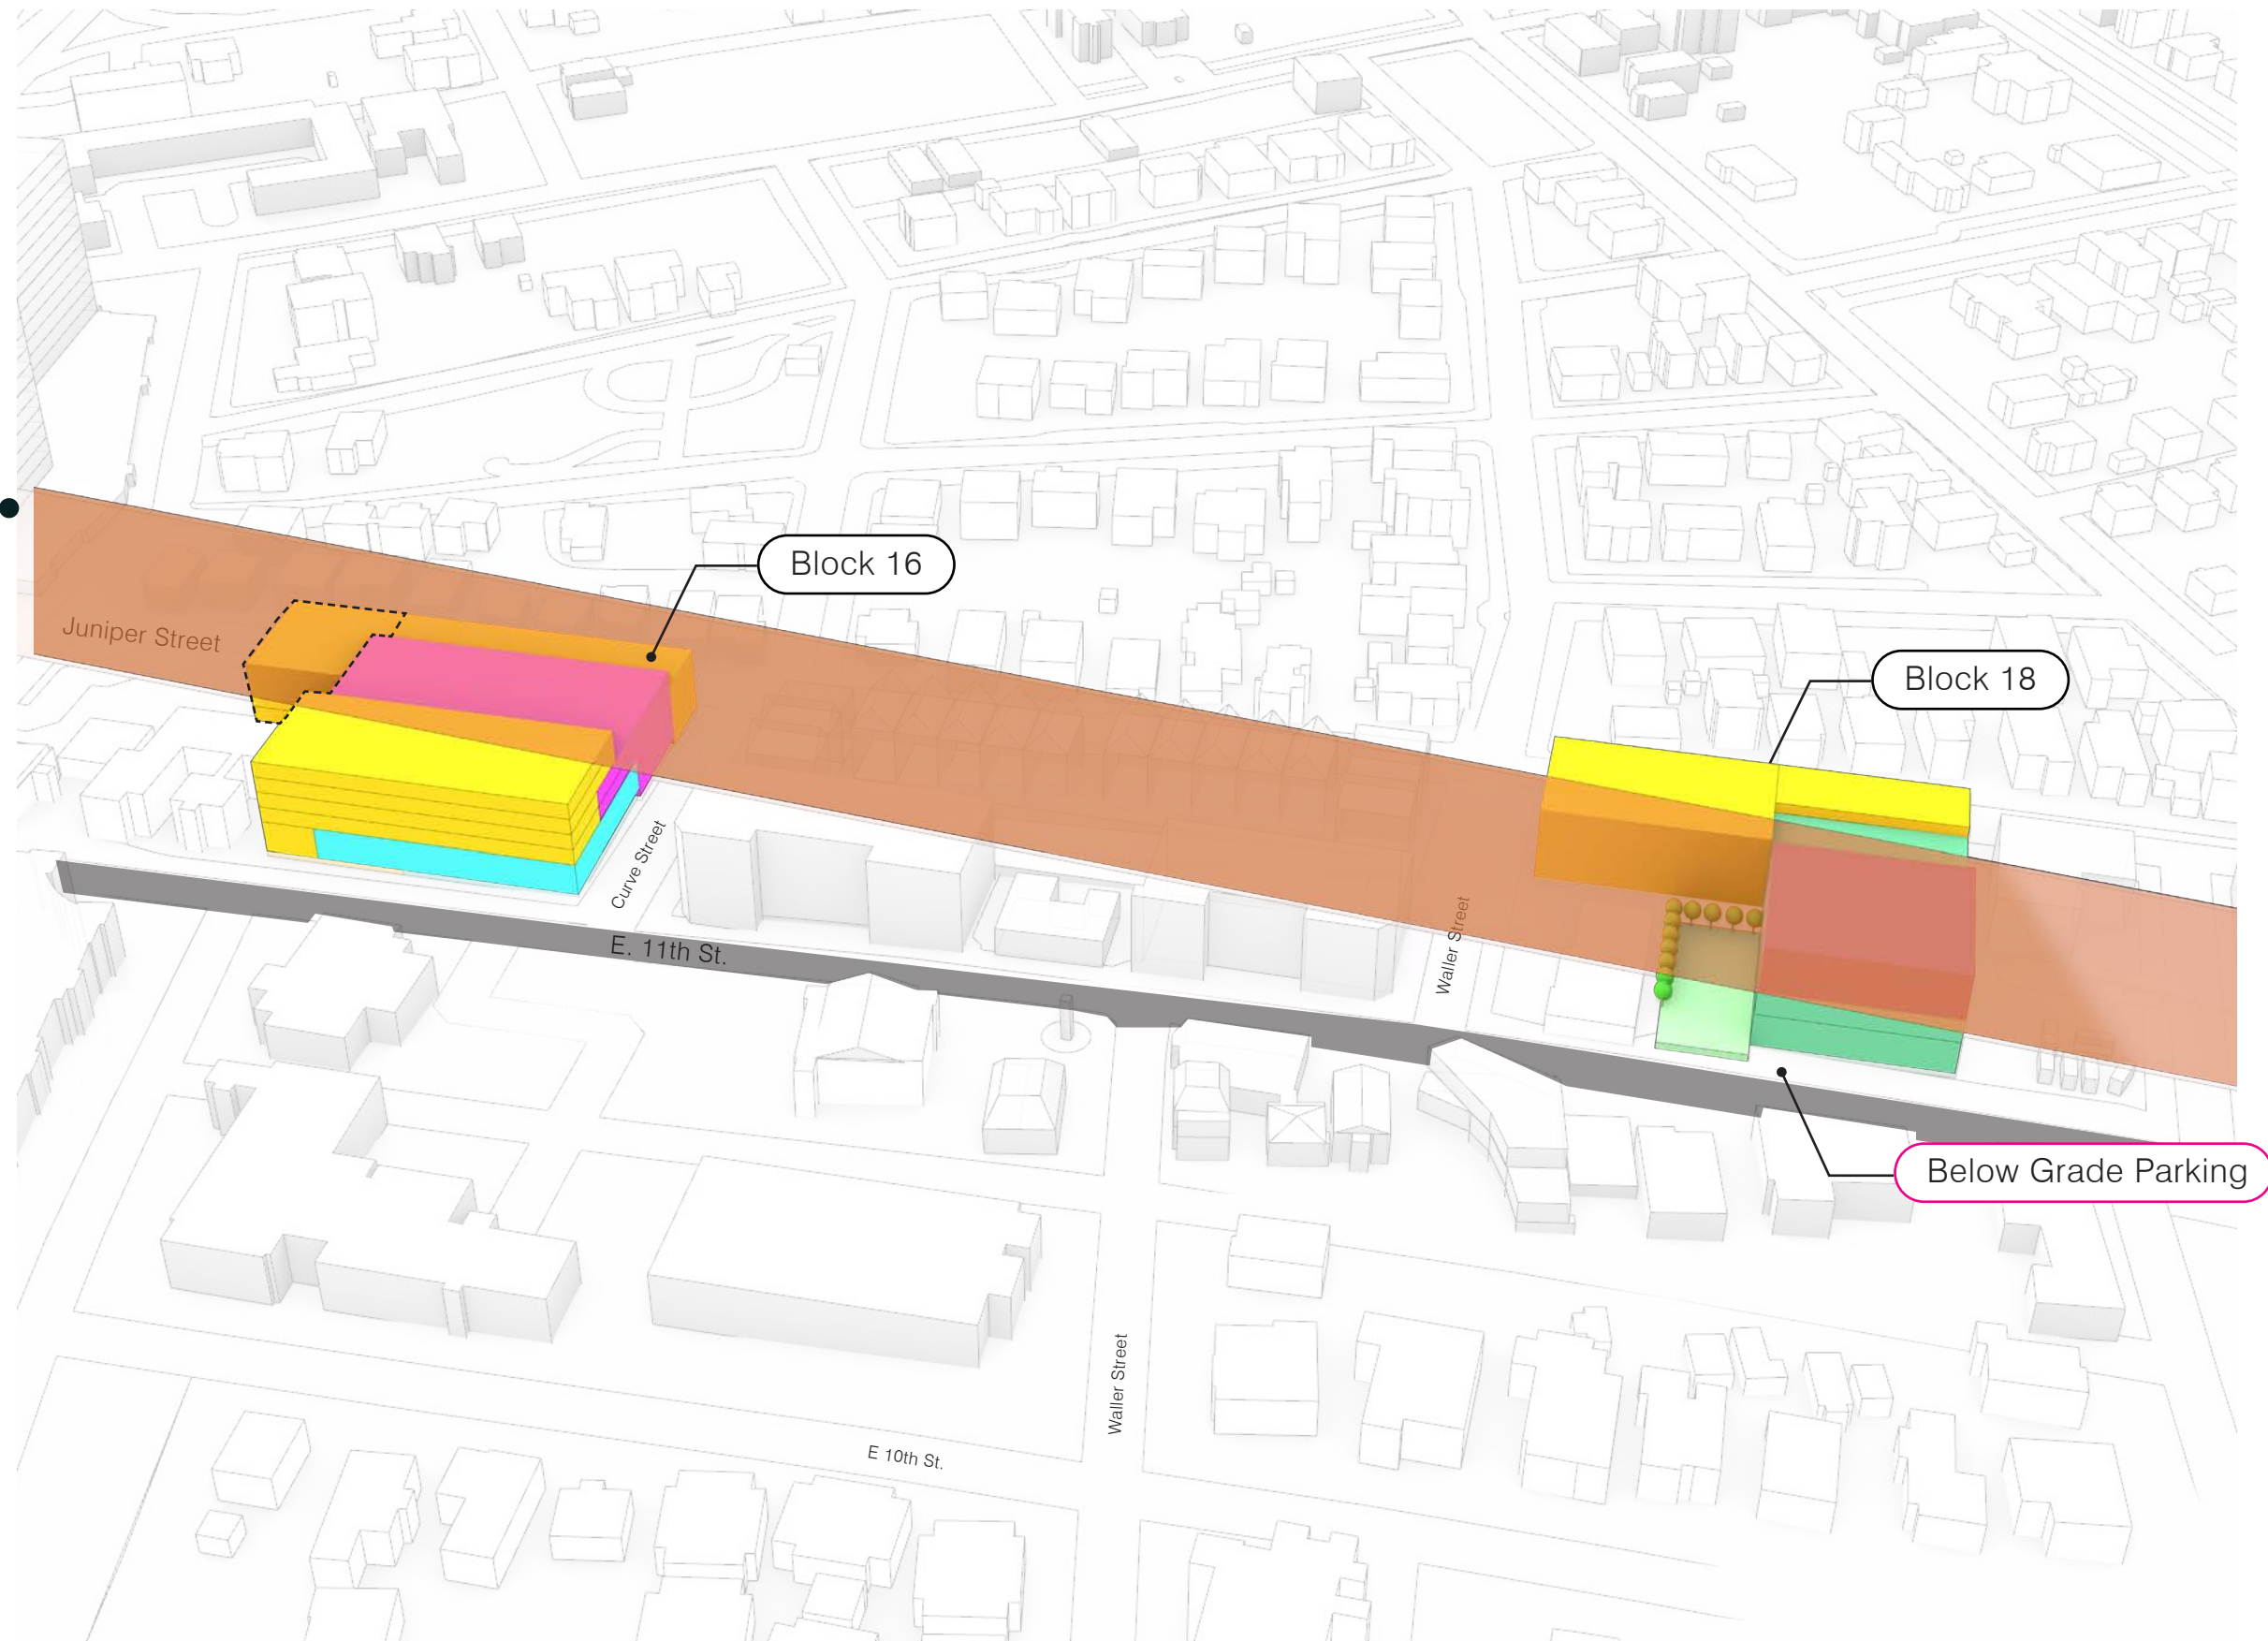 Block 16
Juniper Street
Block 18
Curve Street
E. 11th St.
Waller Street
Below Grade Parking
Waller Street
E 10th St.